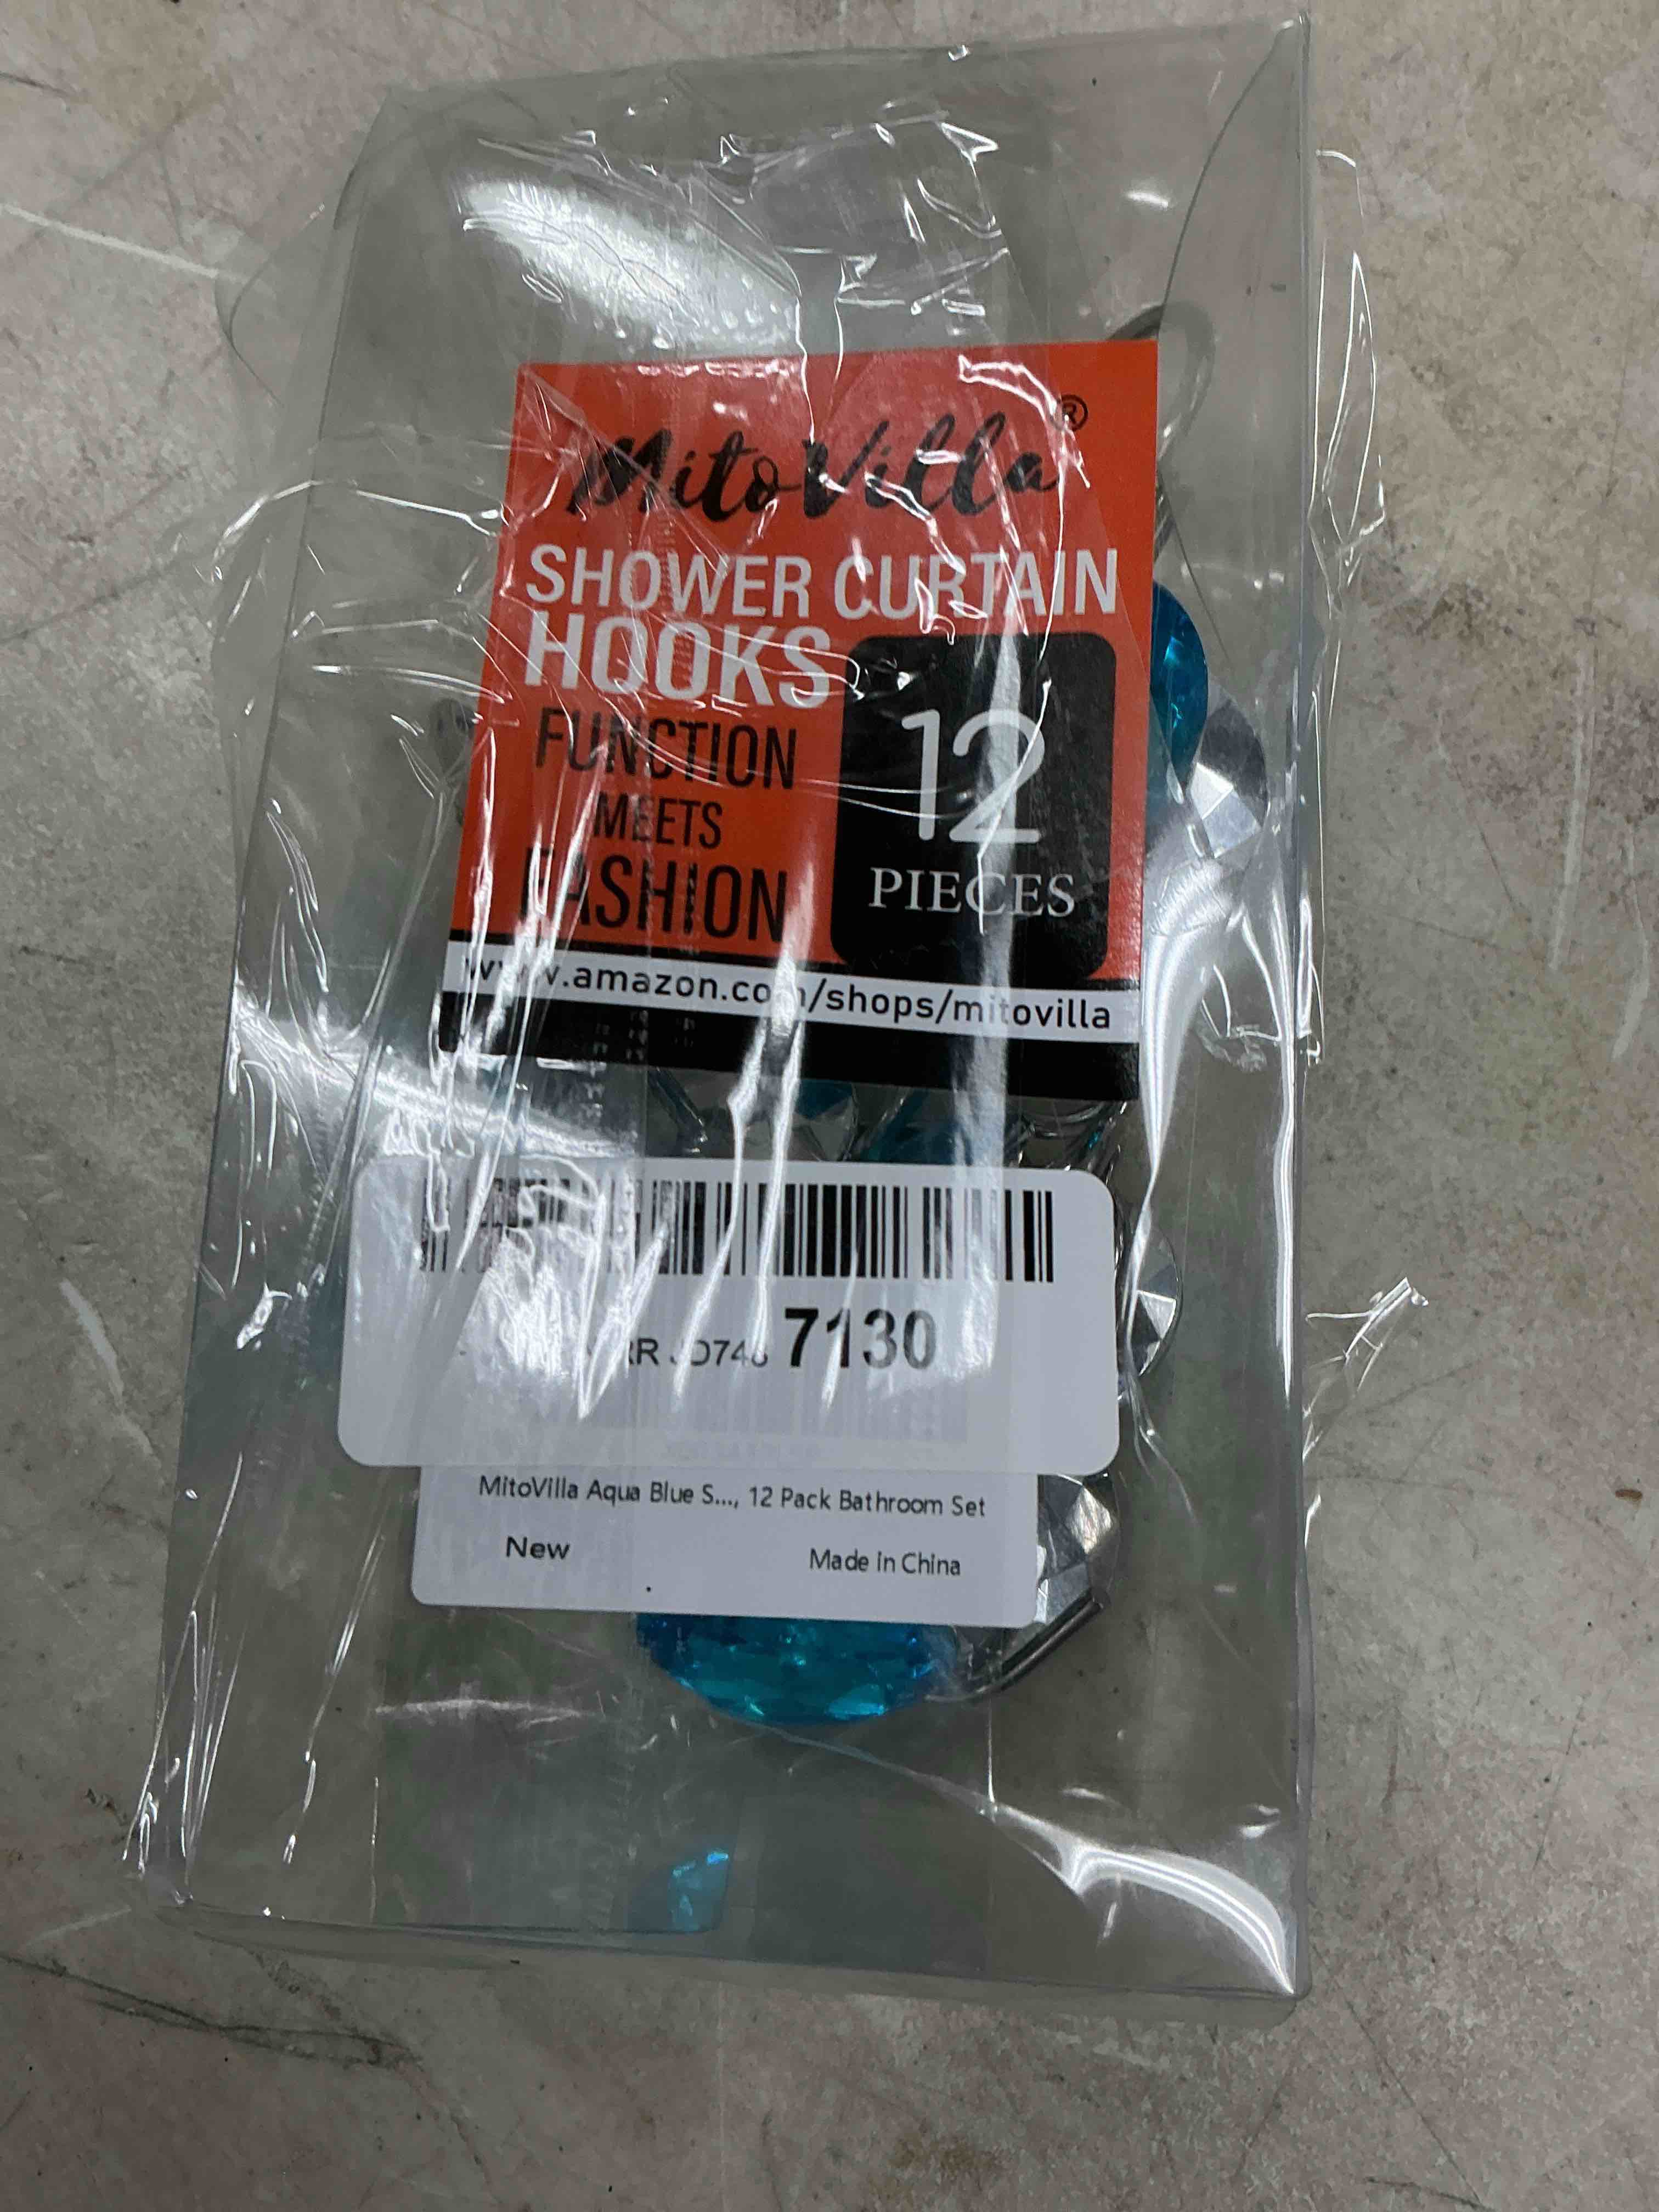 MitoVilla®
SHOWER CURTAIN
HOOKS
FUNCTION
MEETS
FASHION
12
PIECES
www.amazon.com/shops/mitovilla
7130
MitoVilla Aqua Blue S..., 12 Pack Bathroom Set
New
Made in China